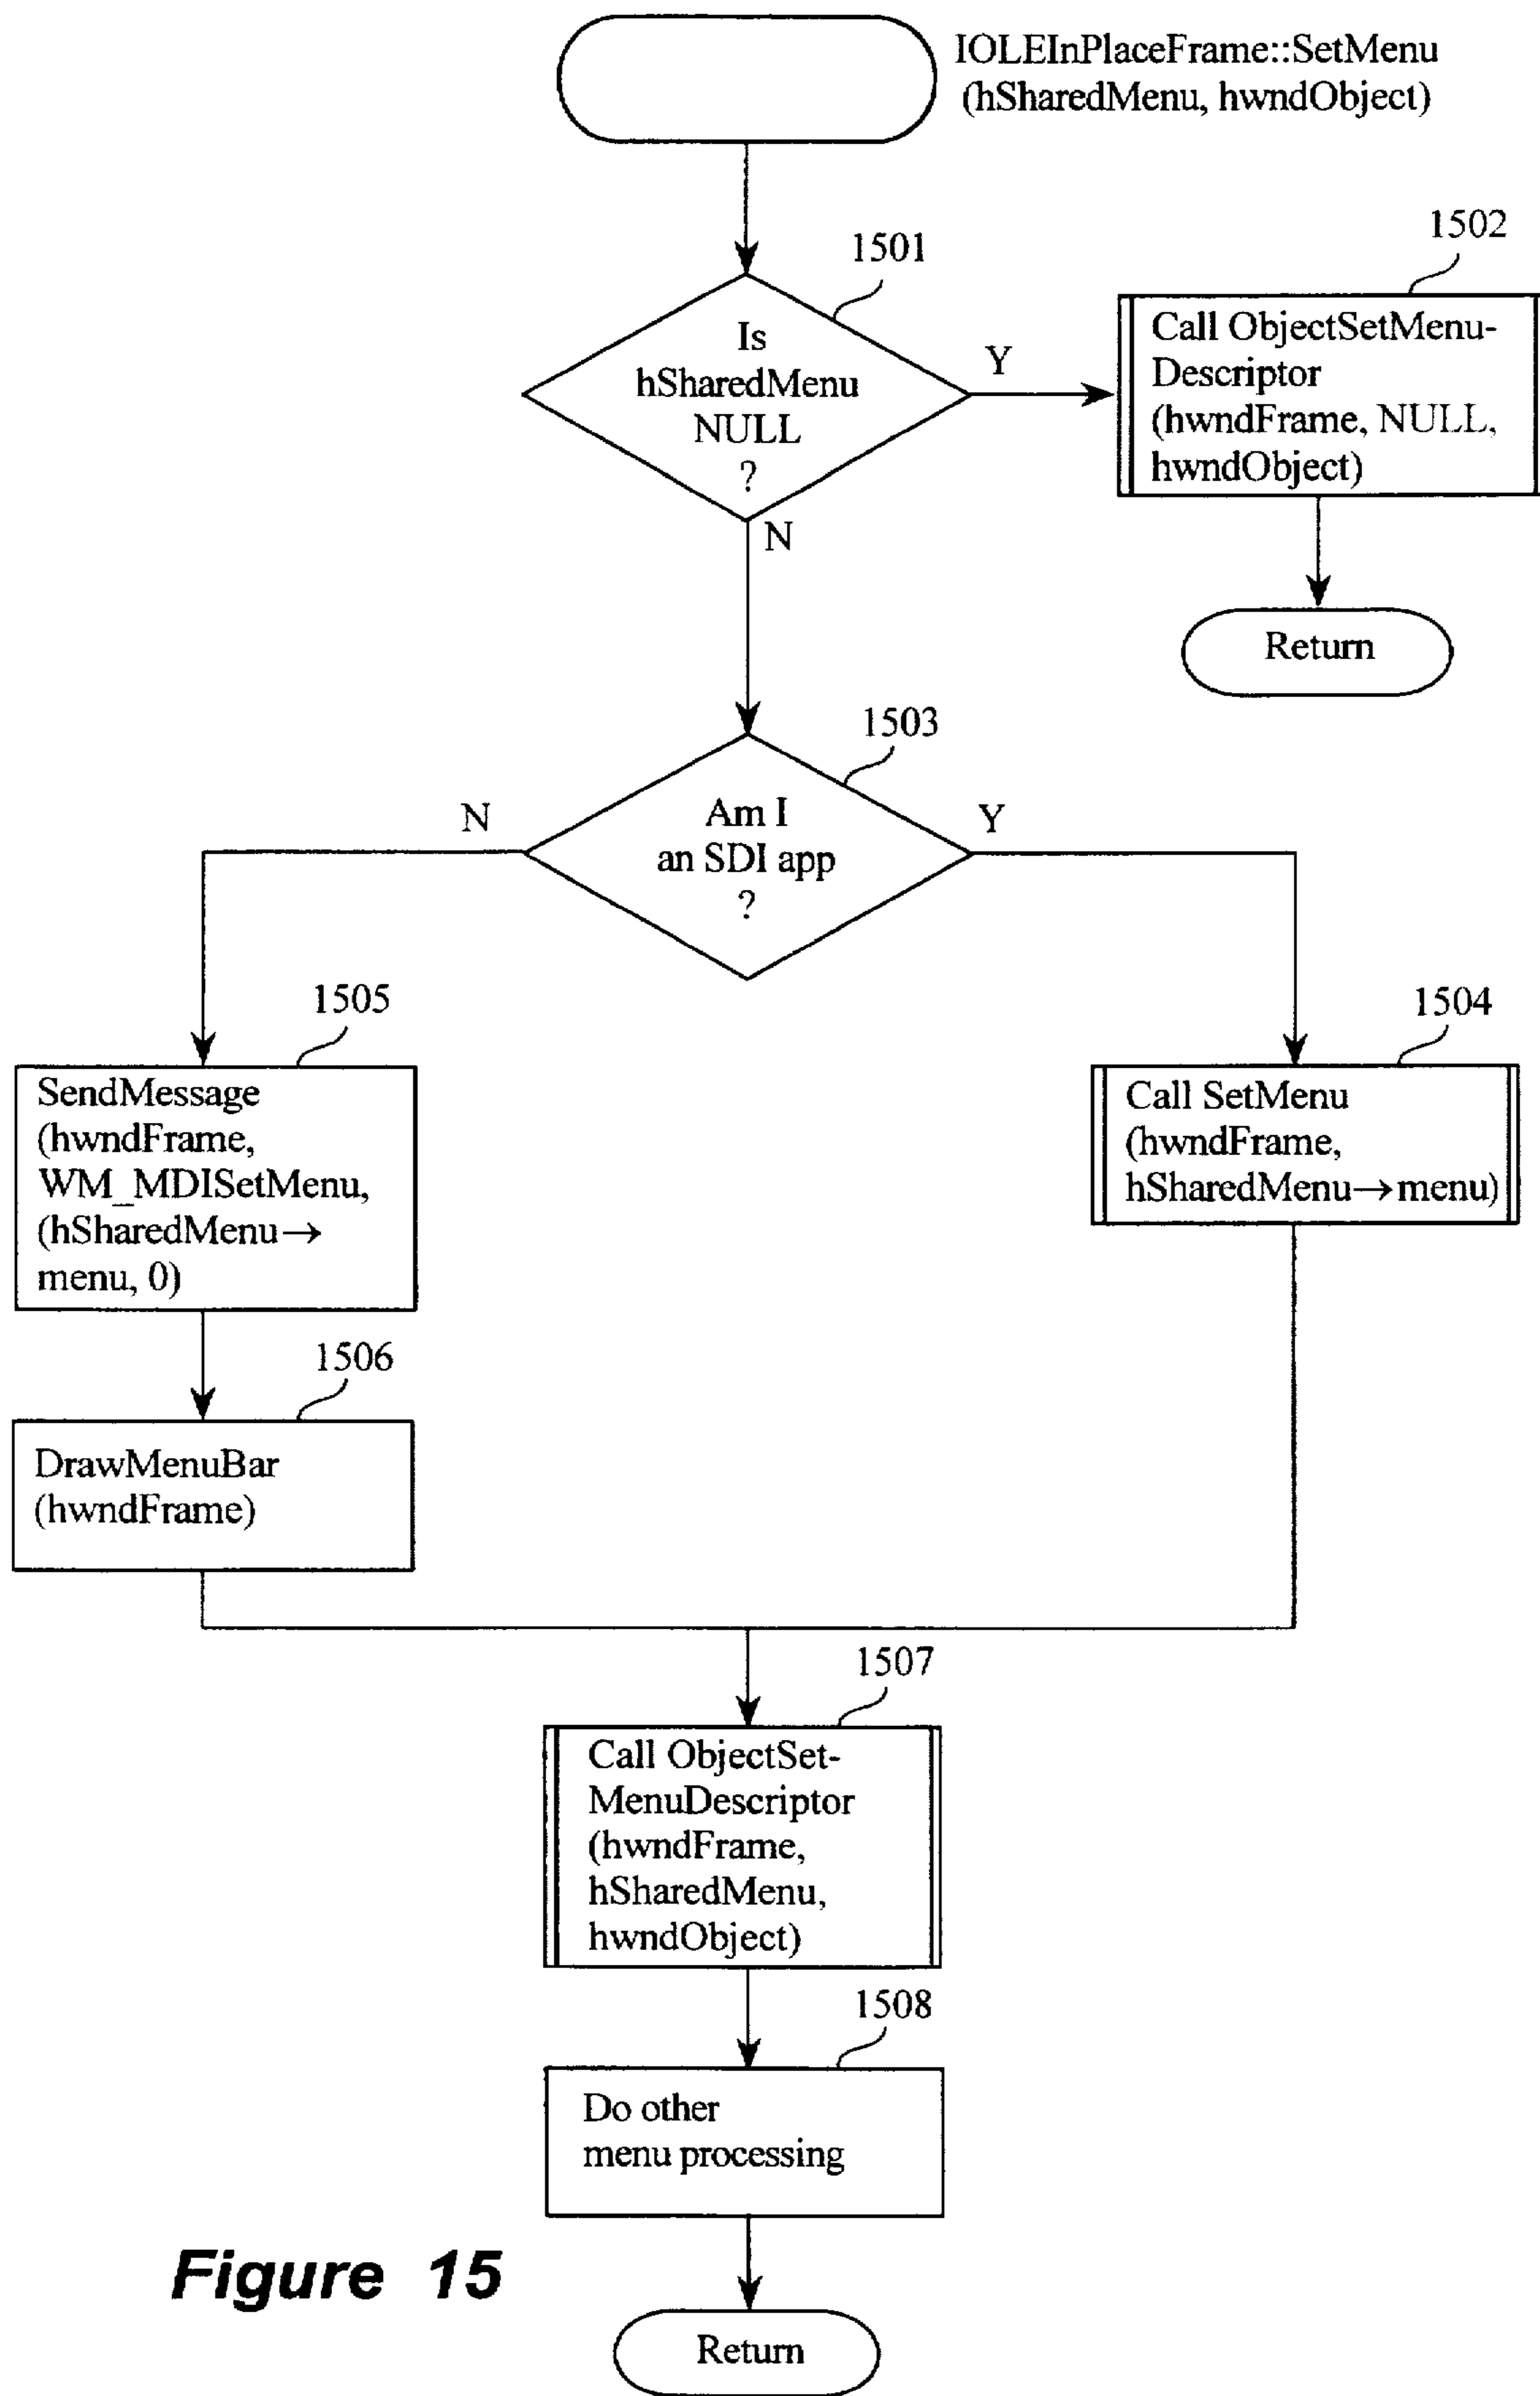 IOLEInPlaceFrame::SetMenu
(hSharedMenu, hwndObject)
1501
Is
hSharedMenu
NULL
?
Y
N
1502
Call ObjectSetMenu-
Descriptor
(hwndFrame, NULL,
hwndObject)
Return
1503
Am I
an SDI app
?
N
Y
1505
SendMessage
(hwndFrame,
WM_MDISetMenu,
(hSharedMenu→
menu, 0)
1504
Call SetMenu
(hwndFrame,
hSharedMenu→menu)
1506
DrawMenuBar
(hwndFrame)
1507
Call ObjectSet-
MenuDescriptor
(hwndFrame,
hSharedMenu,
hwndObject)
1508
Do other
menu processing
Return
Figure 15